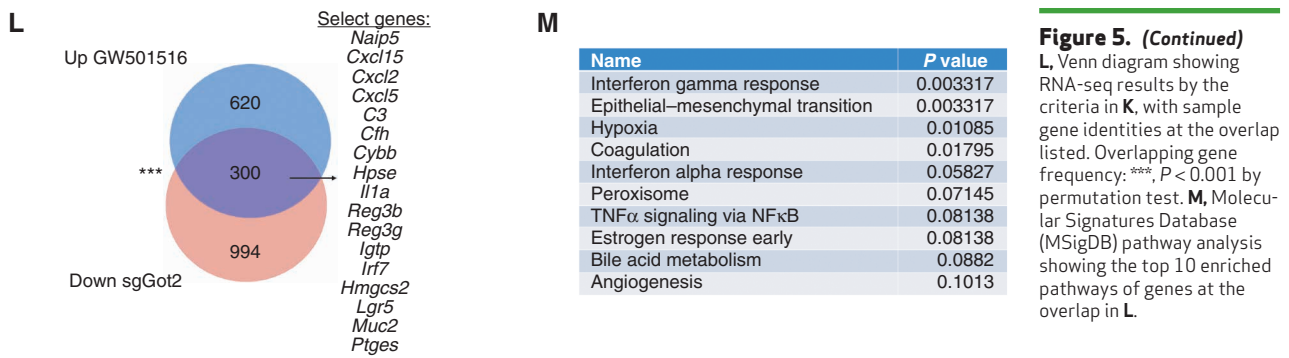 L
Up GW501516
620
300
***
994
Down sgGot2
Select genes:
Naip5
Cxcl15
Cxcl2
Cxcl5
C3
Cfh
Cybb
Hpse
Il1a
Reg3b
Reg3g
Igtp
Irf7
Hmgcs2
Lgr5
Muc2
Ptges
M
Name P value
Interferon gamma response 0.003317
Epithelial–mesenchymal transition 0.003317
Hypoxia 0.01085
Coagulation 0.01795
Interferon alpha response 0.05827
Peroxisome 0.07145
TNFα signaling via NFκB 0.08138
Estrogen response early 0.08138
Bile acid metabolism 0.0882
Angiogenesis 0.1013
Figure 5. (Continued)
L, Venn diagram showing
RNA-seq results by the
criteria in K, with sample
gene identities at the overlap
listed. Overlapping gene
frequency: ***, P < 0.001 by
permutation test. M, Molecu-
lar Signatures Database
(MSigDB) pathway analysis
showing the top 10 enriched
pathways of genes at the
overlap in L.